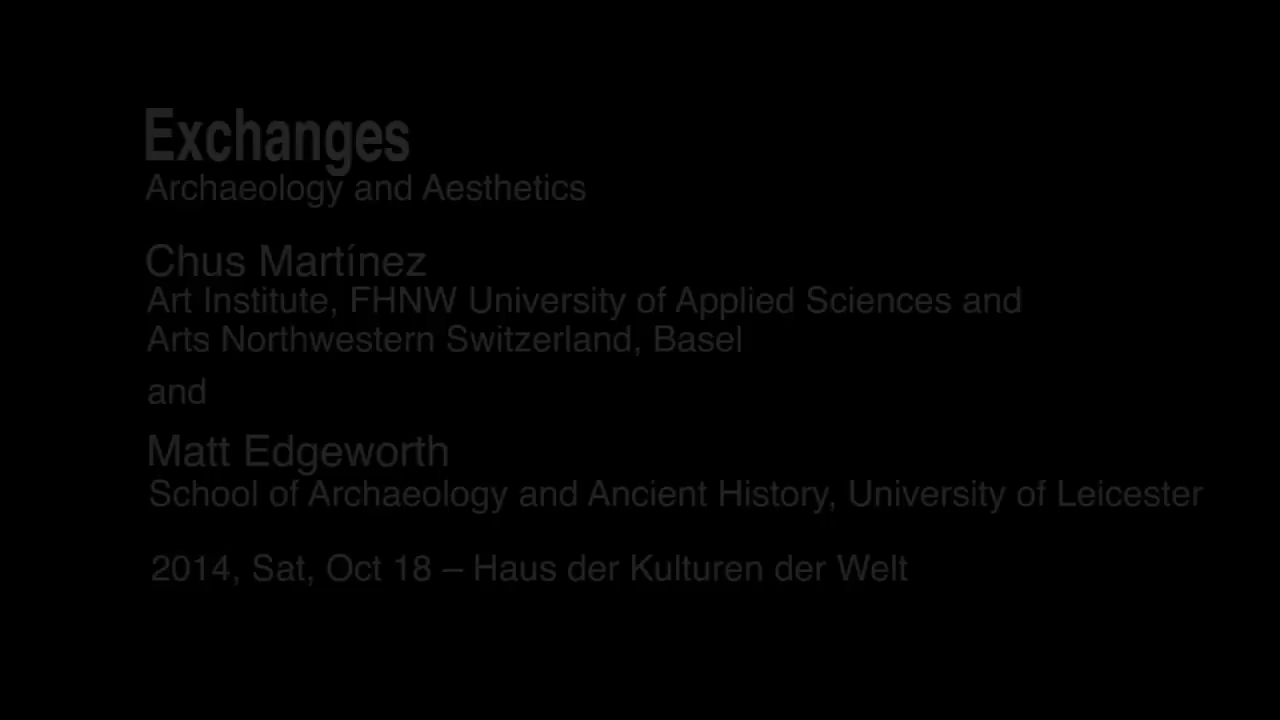 Exchanges
Archaeology and Aesthetics
Chus Martínez
Art Institute, FHNW University of Applied Sciences and
Arts Northwestern Switzerland, Basel
and
Matt Edgeworth
School of Archaeology and Ancient History, University of Leicester
2014, Sat, Oct 18 – Haus der Kulturen der Welt